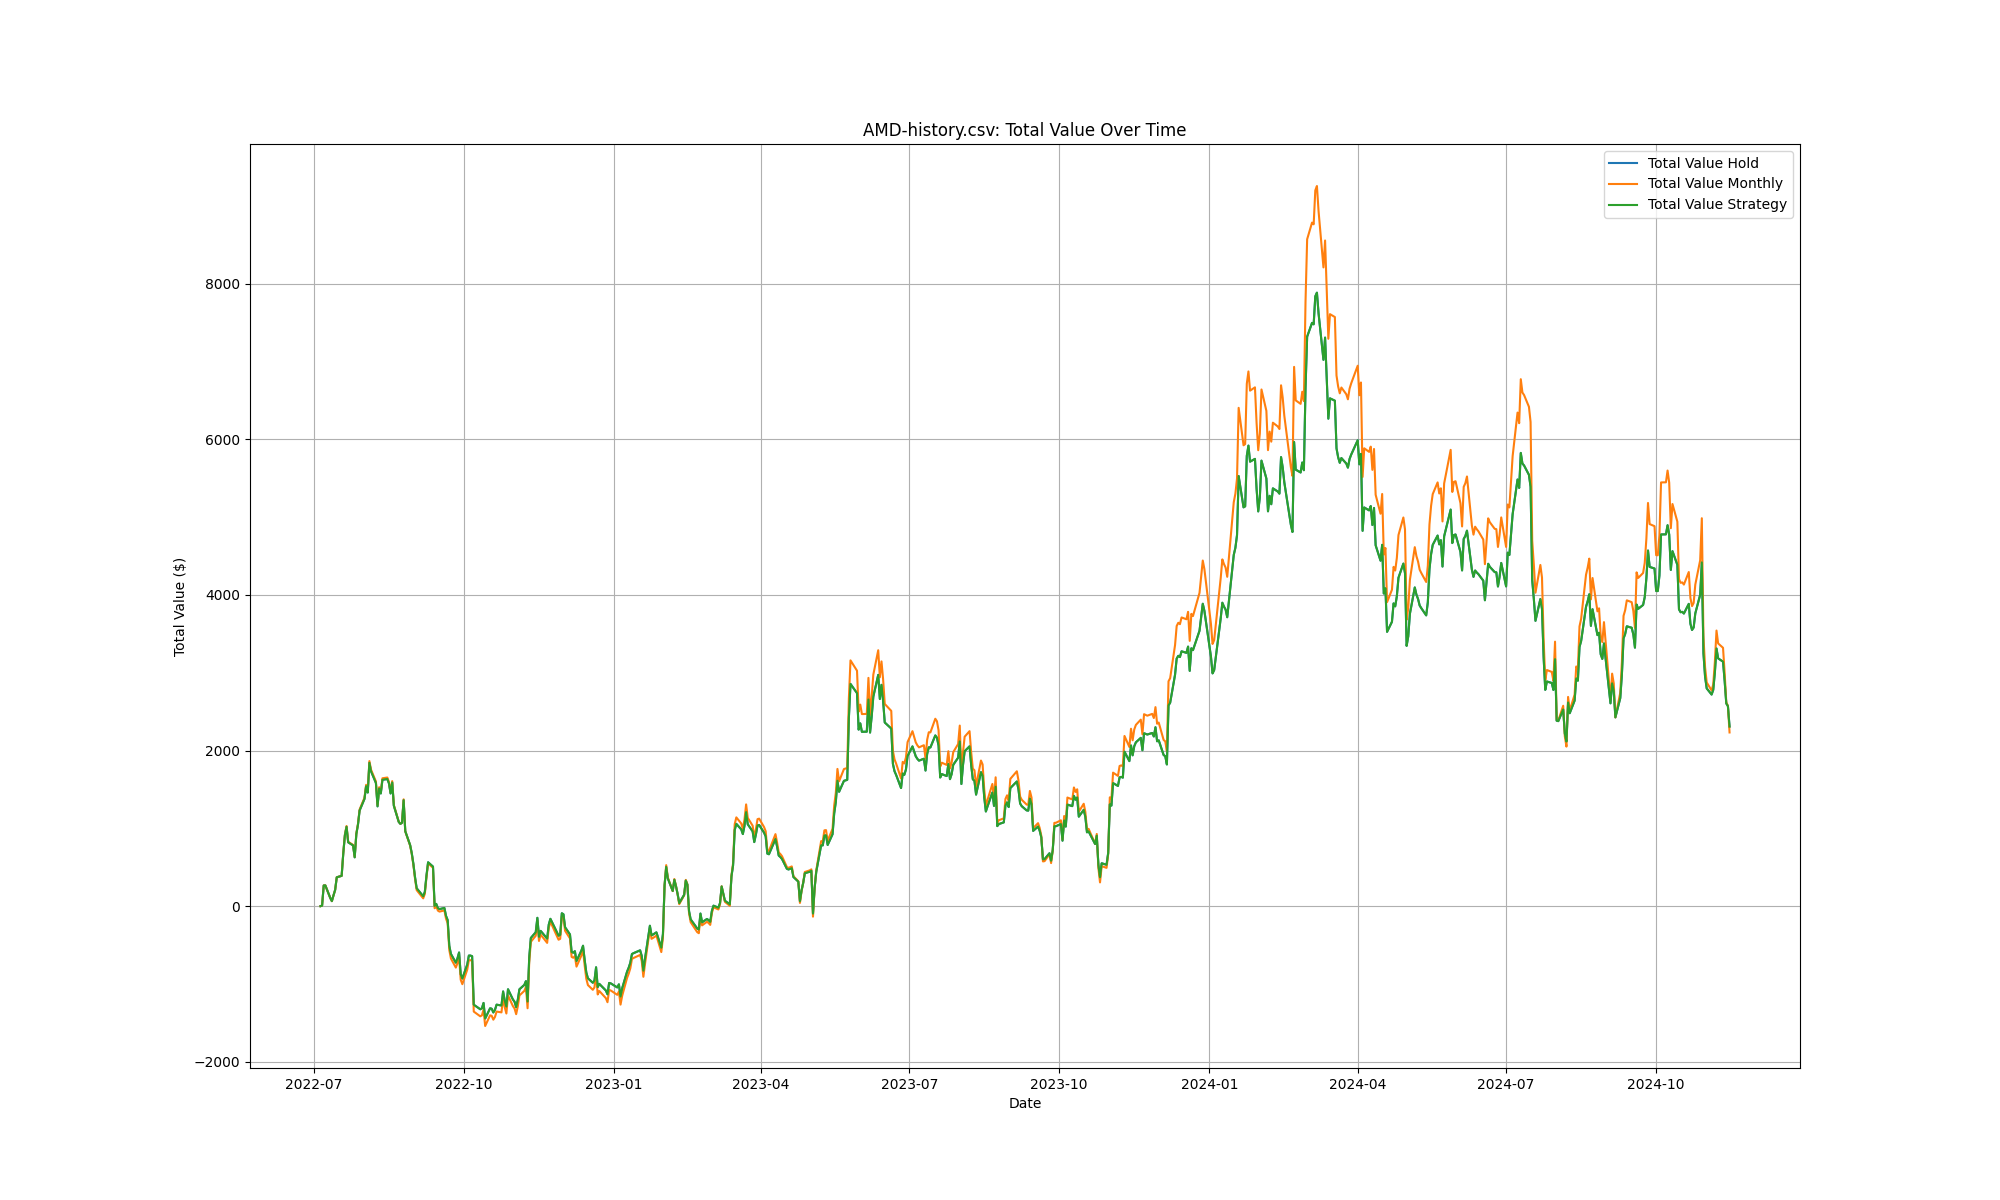 AMD-history.csv: Total Value Over Time
Total Value Hold
Total Value Monthly
Total Value Strategy
Total Value ($)
8000
6000
4000
2000
0
−2000
2022-07 2022-10 2023-01 2023-04 2023-07 2023-10 2024-01 2024-04 2024-07 2024-10
Date